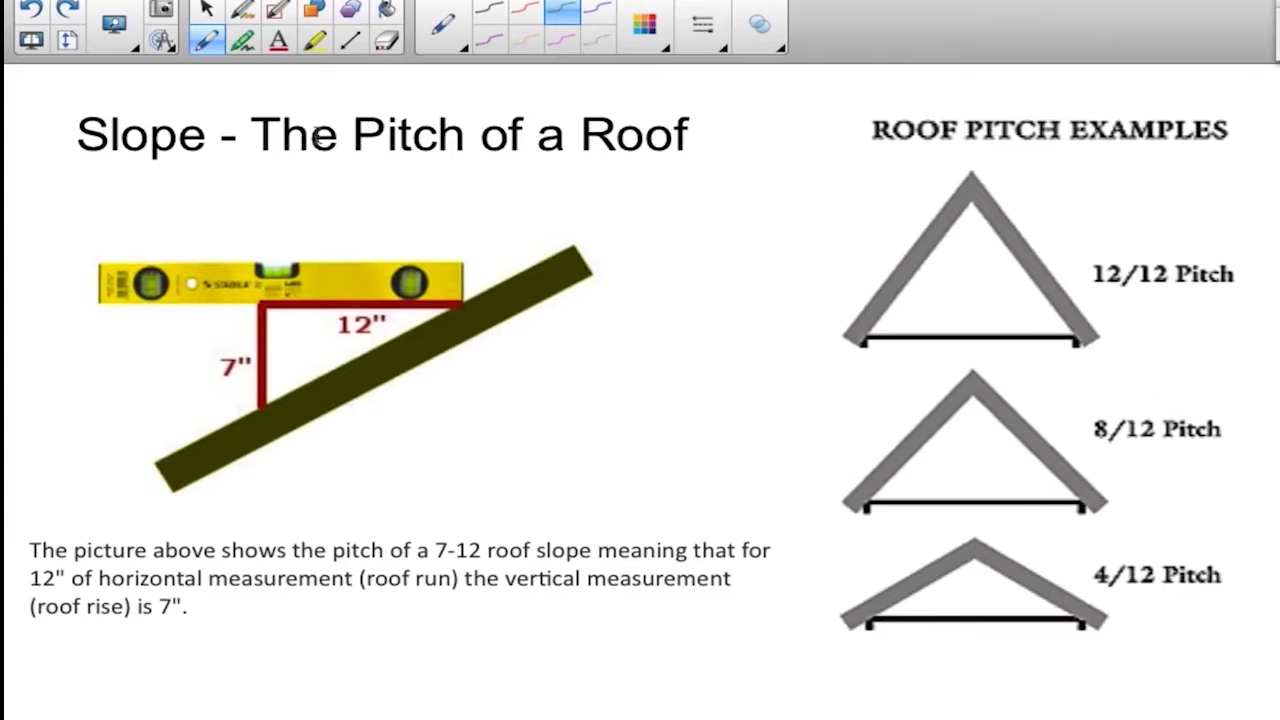 Slope - The Pitch of a Roof
ROOF PITCH EXAMPLES
12/12 Pitch
STABILA
12"
7"
8/12 Pitch
The picture above shows the pitch of a 7-12 roof slope meaning that for
12" of horizontal measurement (roof run) the vertical measurement
(roof rise) is 7".
4/12 Pitch